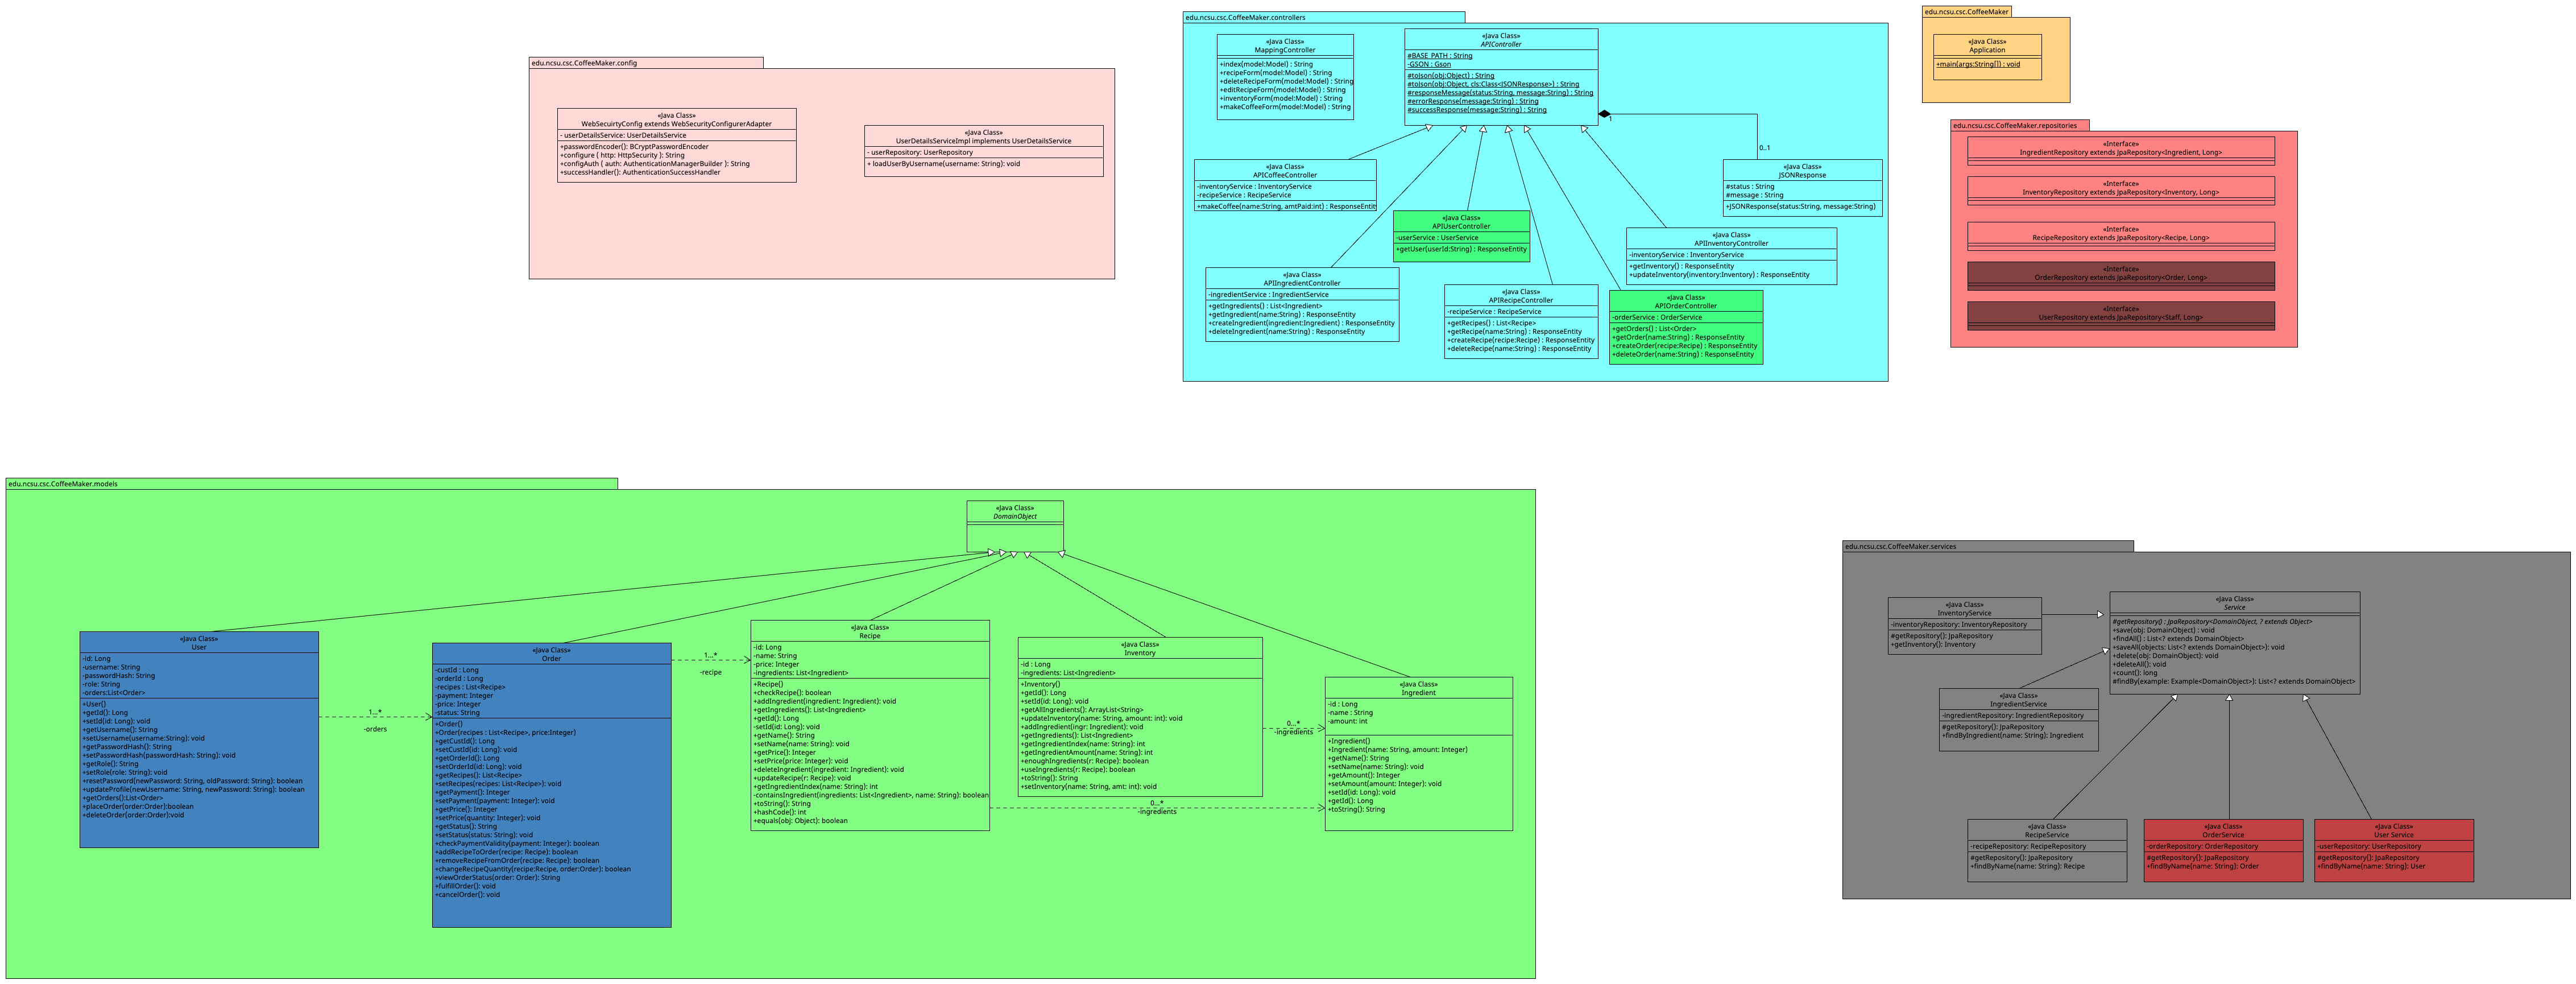 edu.ncsu.csc.CoffeeMaker.config
«Java Class»
WebSecuirtyConfig extends WebSecurityConfigurerAdapter
- userDetailsService: UserDetailsService
+passwordEncoder(): BCryptPasswordEncoder
+configure ( http: HttpSecurity ): String
+configAuth ( auth: AuthenticationManagerBuilder ): String
+successHandler(): AuthenticationSuccessHandler
«Java Class»
UserDetailsServiceImpl implements UserDetailsService
- userRepository: UserRepository
+ loadUserByUsername(username: String): void
edu.ncsu.csc.CoffeeMaker.controllers
«Java Class»
MappingController
+index(model:Model) : String
+recipeForm(model:Model) : String
+deleteRecipeForm(model:Model) : String
+editRecipeForm(model:Model) : String
+inventoryForm(model:Model) : String
+makeCoffeeForm(model:Model) : String
«Java Class»
APIController
#BASE_PATH : String
-GSON : Gson
#toJson(obj:Object) : String
#toJson(obj:Object, cls:Class<JSONResponse>) : String
#responseMessage(status:String, message:String) : String
#errorResponse(message:String) : String
#successResponse(message:String) : String
1
0..1
«Java Class»
APICoffeeController
-inventoryService : InventoryService
-recipeService : RecipeService
+makeCoffee(name:String, amtPaid:int) : ResponseEntit
«Java Class»
JSONResponse
#status : String
#message : String
+JSONResponse(status:String, message:String)
«Java Class»
APIUserController
-userService : UserService
+getUser(userId:String) : ResponseEntity
«Java Class»
APIInventoryController
-inventoryService : InventoryService
+getInventory() : ResponseEntity
+updateInventory(inventory:Inventory) : ResponseEntity
«Java Class»
APIIngredientController
-ingredientService : IngredientService
+getIngredients() : List<Ingredient>
+getIngredient(name:String) : ResponseEntity
+createIngredient(ingredient:Ingredient) : ResponseEntity
+deleteIngredient(name:String) : ResponseEntity
«Java Class»
APIRecipeController
-recipeService : RecipeService
+getRecipes() : List<Recipe>
+getRecipe(name:String) : ResponseEntity
+createRecipe(recipe:Recipe) : ResponseEntity
+deleteRecipe(name:String) : ResponseEntity
«Java Class»
APIOrderController
-orderService : OrderService
+getOrders() : List<Order>
+getOrder(name:String) : ResponseEntity
+createOrder(recipe:Recipe) : ResponseEntity
+deleteOrder(name:String) : ResponseEntity
edu.ncsu.csc.CoffeeMaker
«Java Class»
Application
+main(args:String[]) : void
edu.ncsu.csc.CoffeeMaker.repositories
«Interface»
IngredientRepository extends JpaRepository<Ingredient, Long>
«Interface»
InventoryRepository extends JpaRepository<Inventory, Long>
«Interface»
RecipeRepository extends JpaRepository<Recipe, Long>
«Interface»
OrderRepository extends JpaRepository<Order, Long>
«Interface»
UserRepository extends JpaRepository<Staff, Long>
edu.ncsu.csc.CoffeeMaker.models
«Java Class»
DomainObject
«Java Class»
User
-id: Long
-username: String
-passwordHash: String
-role: String
-orders:List<Order>
+User()
+getId(): Long
+setId(id: Long): void
+getUsername(): String
+setUsername(username:String): void
+getPasswordHash(): String
+setPasswordHash(passwordHash: String): void
+getRole(): String
+setRole(role: String): void
+resetPassword(newPassword: String, oldPassword: String): boolean
+updateProfile(newUsername: String, newPassword: String): boolean
+getOrders():List<Order>
+placeOrder(order:Order):boolean
+deleteOrder(order:Order):void
1...*
-orders
«Java Class»
Order
-custId : Long
-orderId : Long
-recipes : List<Recipe>
-payment: Integer
-price: Integer
-status: String
+Order()
+Order(recipes : List<Recipe>, price:Integer)
+getCustId(): Long
+setCustId(id: Long): void
+getOrderId(): Long
+setOrderId(id: Long): void
+getRecipes(): List<Recipe>
+setRecipes(recipes: List<Recipe>): void
+getPayment(): Integer
+setPayment(payment: Integer): void
+getPrice(): Integer
+setPrice(quantity: Integer): void
+getStatus(): String
+setStatus(status: String): void
+checkPaymentValidity(payment: Integer): boolean
+addRecipeToOrder(recipe: Recipe): boolean
+removeRecipeFromOrder(recipe: Recipe): boolean
+changeRecipeQuantity(recipe:Recipe, order:Order): boolean
+viewOrderStatus(order: Order): String
+fulfillOrder(): void
+cancelOrder(): void
1...*
-recipe
«Java Class»
Recipe
-id: Long
-name: String
-price: Integer
-ingredients: List<Ingredient>
+Recipe()
+checkRecipe(): boolean
+addIngredient(ingredient: Ingredient): void
+getIngredients(): List<Ingredient>
+getId(): Long
-setId(id: Long): void
+getName(): String
+setName(name: String): void
+getPrice(): Integer
+setPrice(price: Integer): void
+deleteIngredient(ingredient: Ingredient): void
+updateRecipe(r: Recipe): void
+getIngredientIndex(name: String): int
-containsIngredient(ingredients: List<Ingredient>, name: String): boolean
+toString(): String
+hashCode(): int
+equals(obj: Object): boolean
«Java Class»
Inventory
-id : Long
-ingredients: List<Ingredient>
+Inventory()
+getId(): Long
+setId(id: Long): void
+getAllIngredients(): ArrayList<String>
+updateInventory(name: String, amount: int): void
+addIngredient(ingr: Ingredient): void
+getIngredients(): List<Ingredient>
+getIngredientIndex(name: String): int
+getIngredientAmount(name: String): int
+enoughIngredients(r: Recipe): boolean
+useIngredients(r: Recipe): boolean
+toString(): String
+setInventory(name: String, amt: int): void
0...*
-ingredients
0...*
-ingredients
«Java Class»
Ingredient
-id : Long
-name : String
-amount: int
+Ingredient()
+Ingredient(name: String, amount: Integer)
+getName(): String
+setName(name: String): void
+getAmount(): Integer
+setAmount(amount: Integer): void
+setId(id: Long): void
+getId(): Long
+toString(): String
edu.ncsu.csc.CoffeeMaker.services
«Java Class»
InventoryService
-inventoryRepository: InventoryRepository
#getRepository(): JpaRepository
+getInventory(): Inventory
«Java Class»
Service
#getRepository() : JpaRepository<DomainObject, ? extends Object>
+save(obj: DomainObject) : void
+findAll() : List<? extends DomainObject>
+saveAll(objects: List<? extends DomainObject>): void
+delete(obj: DomainObject): void
+deleteAll(): void
+count(): long
#findBy(example: Example<DomainObject>): List<? extends DomainObject>
«Java Class»
IngredientService
-ingredientRepository: IngredientRepository
#getRepository(): JpaRepository
+findByIngredient(name: String): Ingredient
«Java Class»
RecipeService
-recipeRepository: RecipeRepository
#getRepository(): JpaRepository
+findByName(name: String): Recipe
«Java Class»
OrderService
-orderRepository: OrderRepository
#getRepository(): JpaRepository
+findByName(name: String): Order
«Java Class»
User Service
-userRepository: UserRepository
#getRepository(): JpaRepository
+findByName(name: String): User